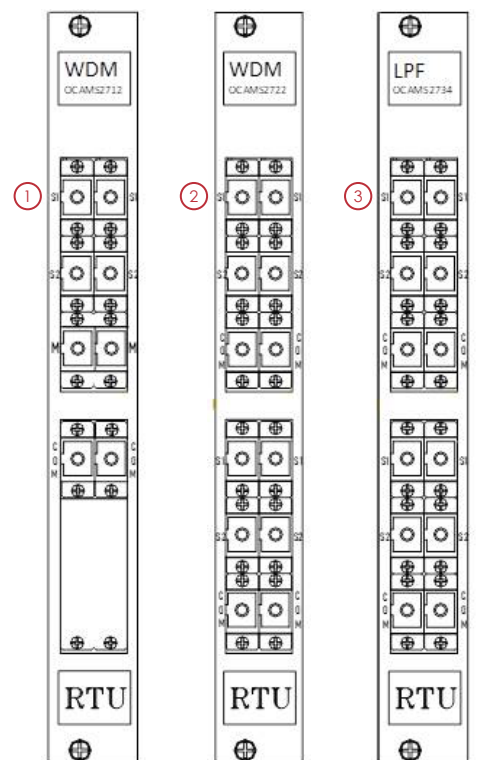 WDM
OCAMS2712
1
S1 S1
S2 S2
M M
COM COM
RTU
WDM
OCAMS2722
2
S1 S1
S2 S2
COM COM
S1 S1
S2 S2
COM COM
RTU
LPF
OCAMS2734
3
S1 S1
S2 S2
COM COM
S1 S1
S2 S2
COM COM
RTU